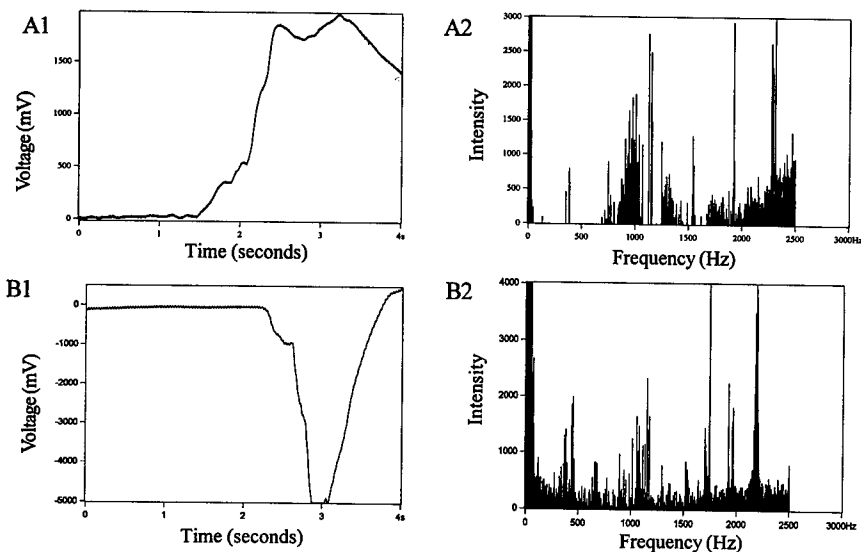 A1
Voltage (mV)
1500
1000
500
0
0
1
2
3
4s
Time (seconds)
A2
Intensity
3000
2500
2000
1500
1000
500
0
0
500
1000
1500
2000
2500
3000Hz
Frequency (Hz)
B1
Voltage (mV)
0
-1000
-2000
-3000
-4000
-5000
0
1
2
3
4s
Time (seconds)
B2
Intensity
4000
3000
2000
1000
0
0
500
1000
1500
2000
2500
3000Hz
Frequency (Hz)